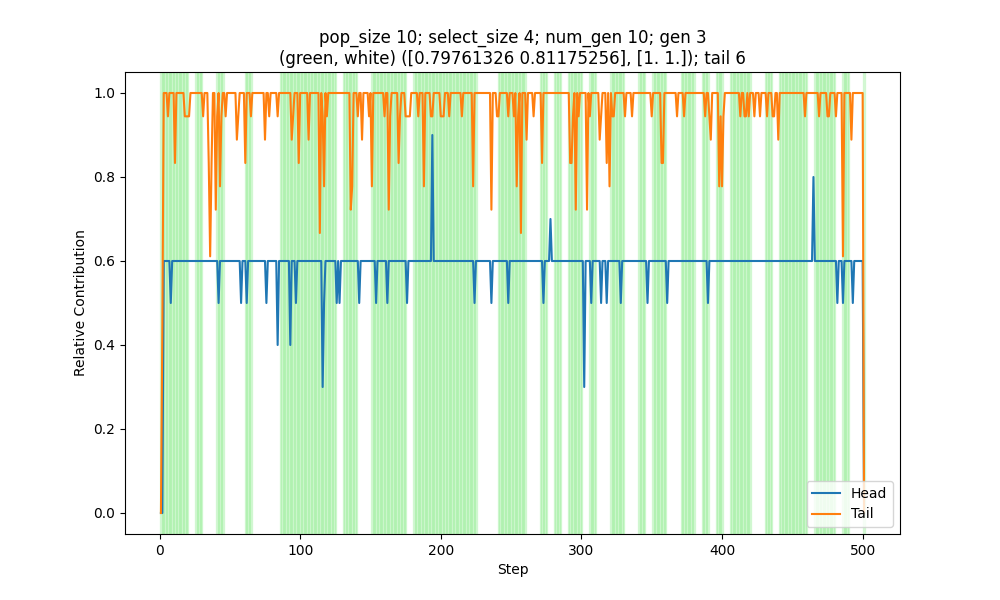 pop_size 10; select_size 4; num_gen 10; gen 3
(green, white) ([0.79761326 0.81175256], [1. 1.]); tail 6
1.0
0.8
0.6
0.4
0.2
0.0
Relative Contribution
Head
Tail
0 100 200 300 400 500
Step